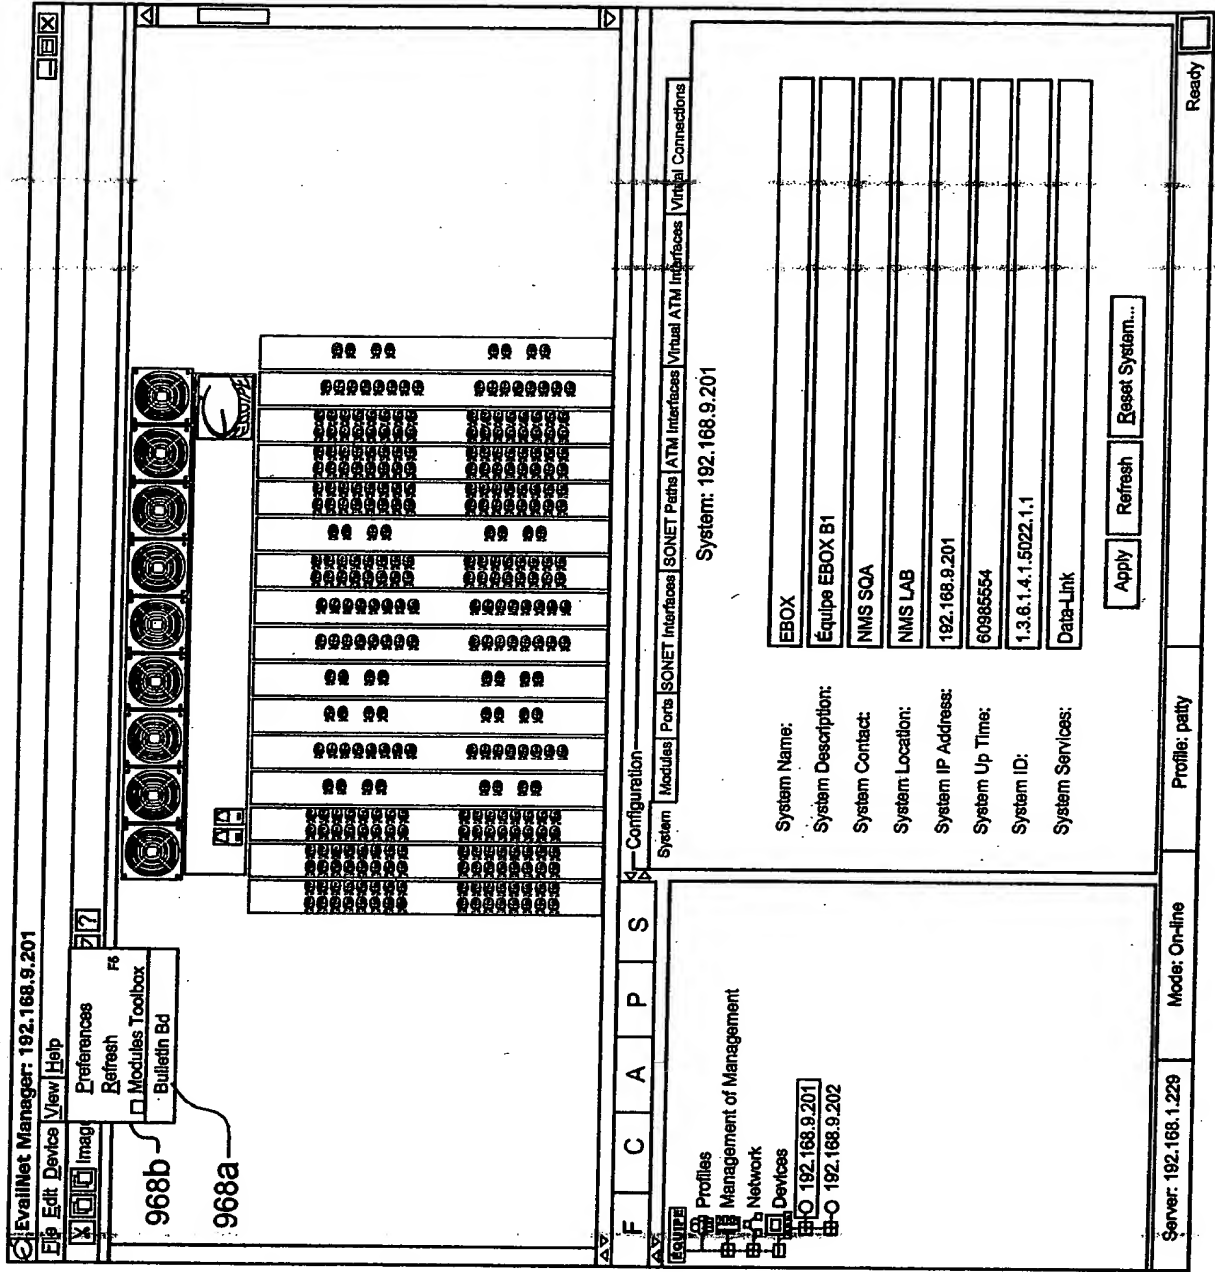 EvailNet Manager: 192.168.9.201
File Edit Device View Help
Image
?
Preferences
Refresh F6
Modules Toolbox
Bulletin Bd
968b
968a
F C A P S
EQUIPE
Profiles
Management of Management
Network
Devices
192.168.9.201
192.168.9.202
Configuration
System Modules Ports SONET Interfaces SONET Paths ATM Interfaces Virtual ATM Interfaces Virtual Connections
System: 192.168.9.201
System Name: EBOX
System Description: Équipe EBOX B1
System Contact: NMS SQA
System Location: NMS LAB
System IP Address: 192.168.9.201
System Up Time: 60985554
System ID: 1.3.6.1.4.1.5022.1.1
System Services: Data-Link
Apply Refresh Reset System...
Server: 192.168.1.229 Mode: On-line Profile: patty Ready